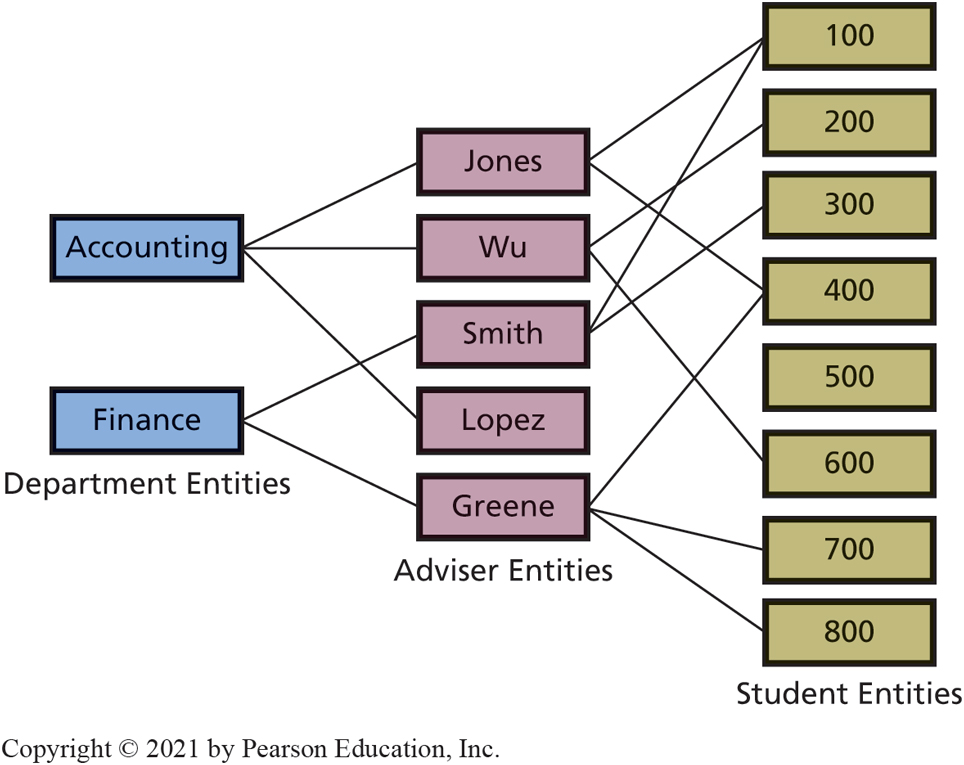 Accounting
Finance
Department Entities
Jones
Wu
Smith
Lopez
Greene
Adviser Entities
100
200
300
400
500
600
700
800
Student Entities
Copyright © 2021 by Pearson Education, Inc.